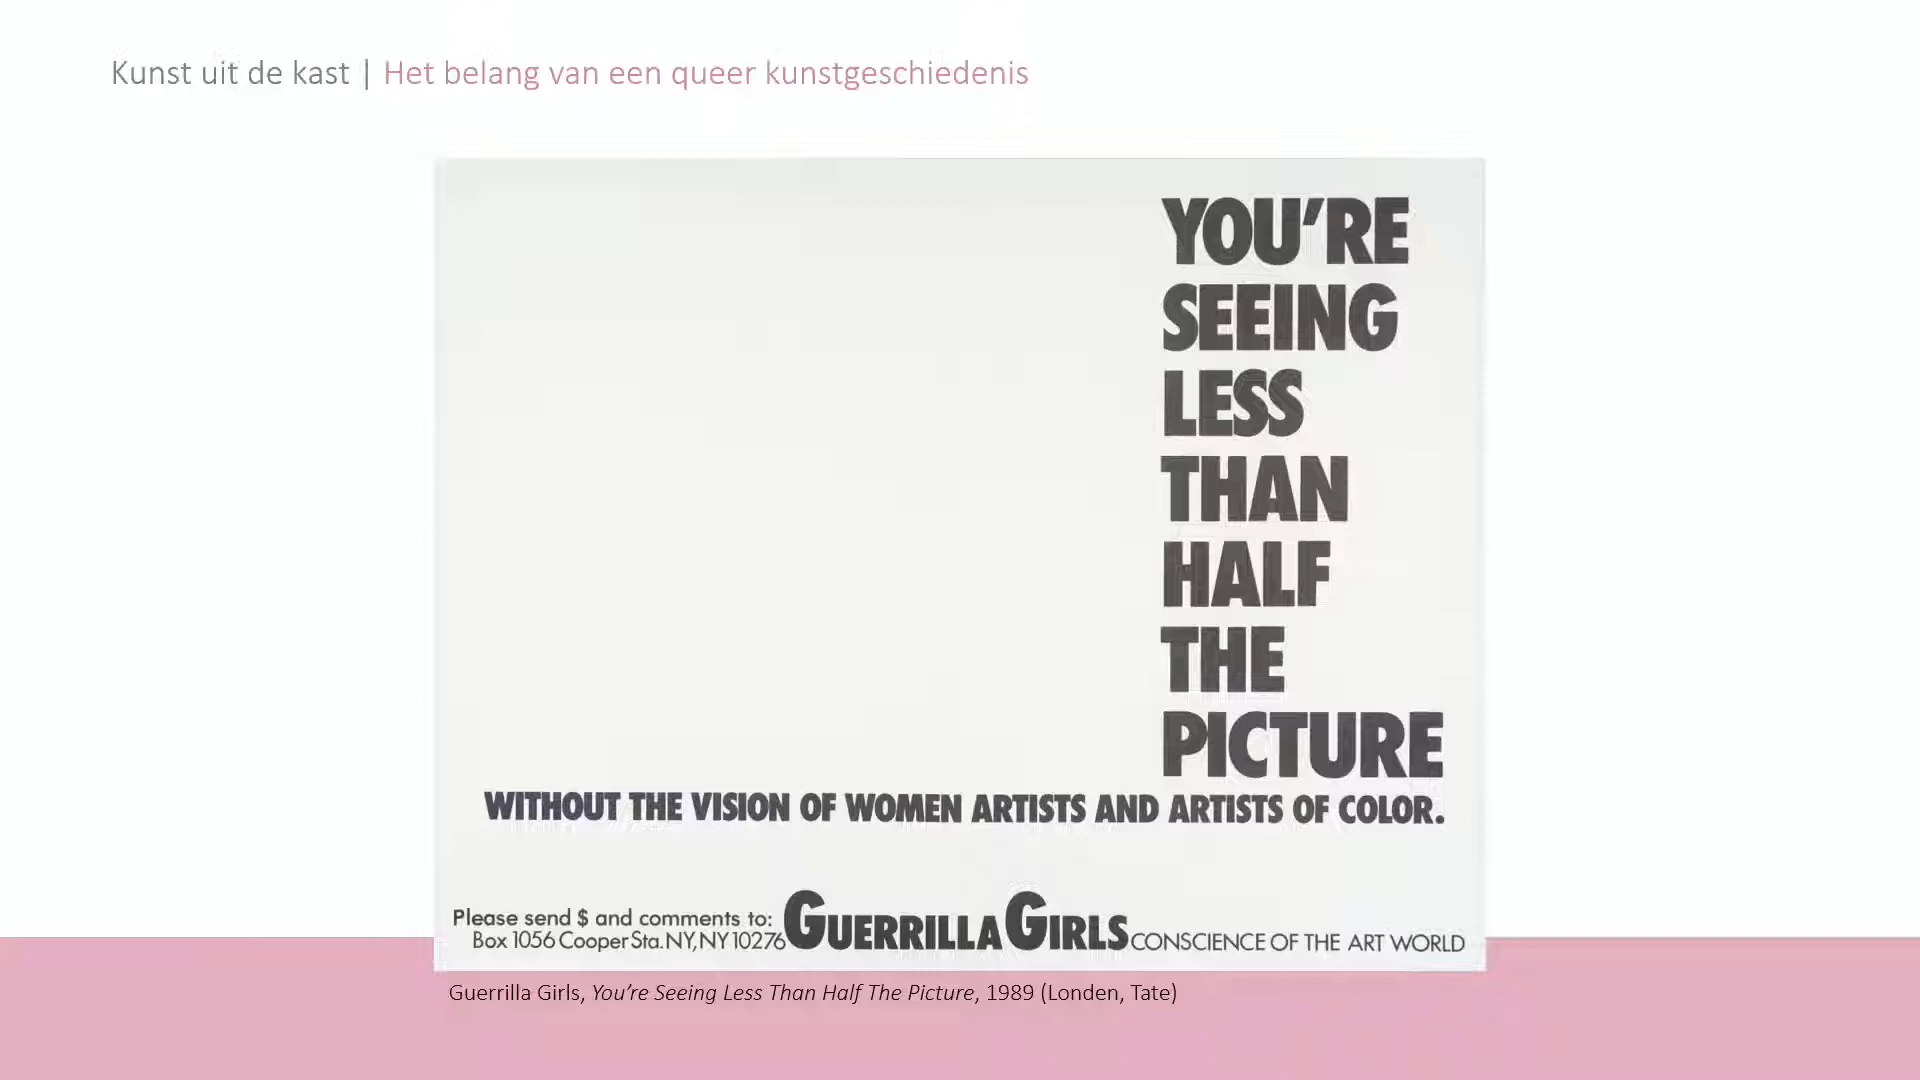 Kunst uit de kast | Het belang van een queer kunstgeschiedenis
YOU'RE
SEEING
LESS
THAN
HALF
THE
PICTURE
WITHOUT THE VISION OF WOMEN ARTISTS AND ARTISTS OF COLOR.
Please send $ and comments to:
Box 1056 Cooper Sta. NY, NY 10276
GUERRILLA GIRLS CONSCIENCE OF THE ART WORLD
Guerrilla Girls, You're Seeing Less Than Half The Picture, 1989 (Londen, Tate)